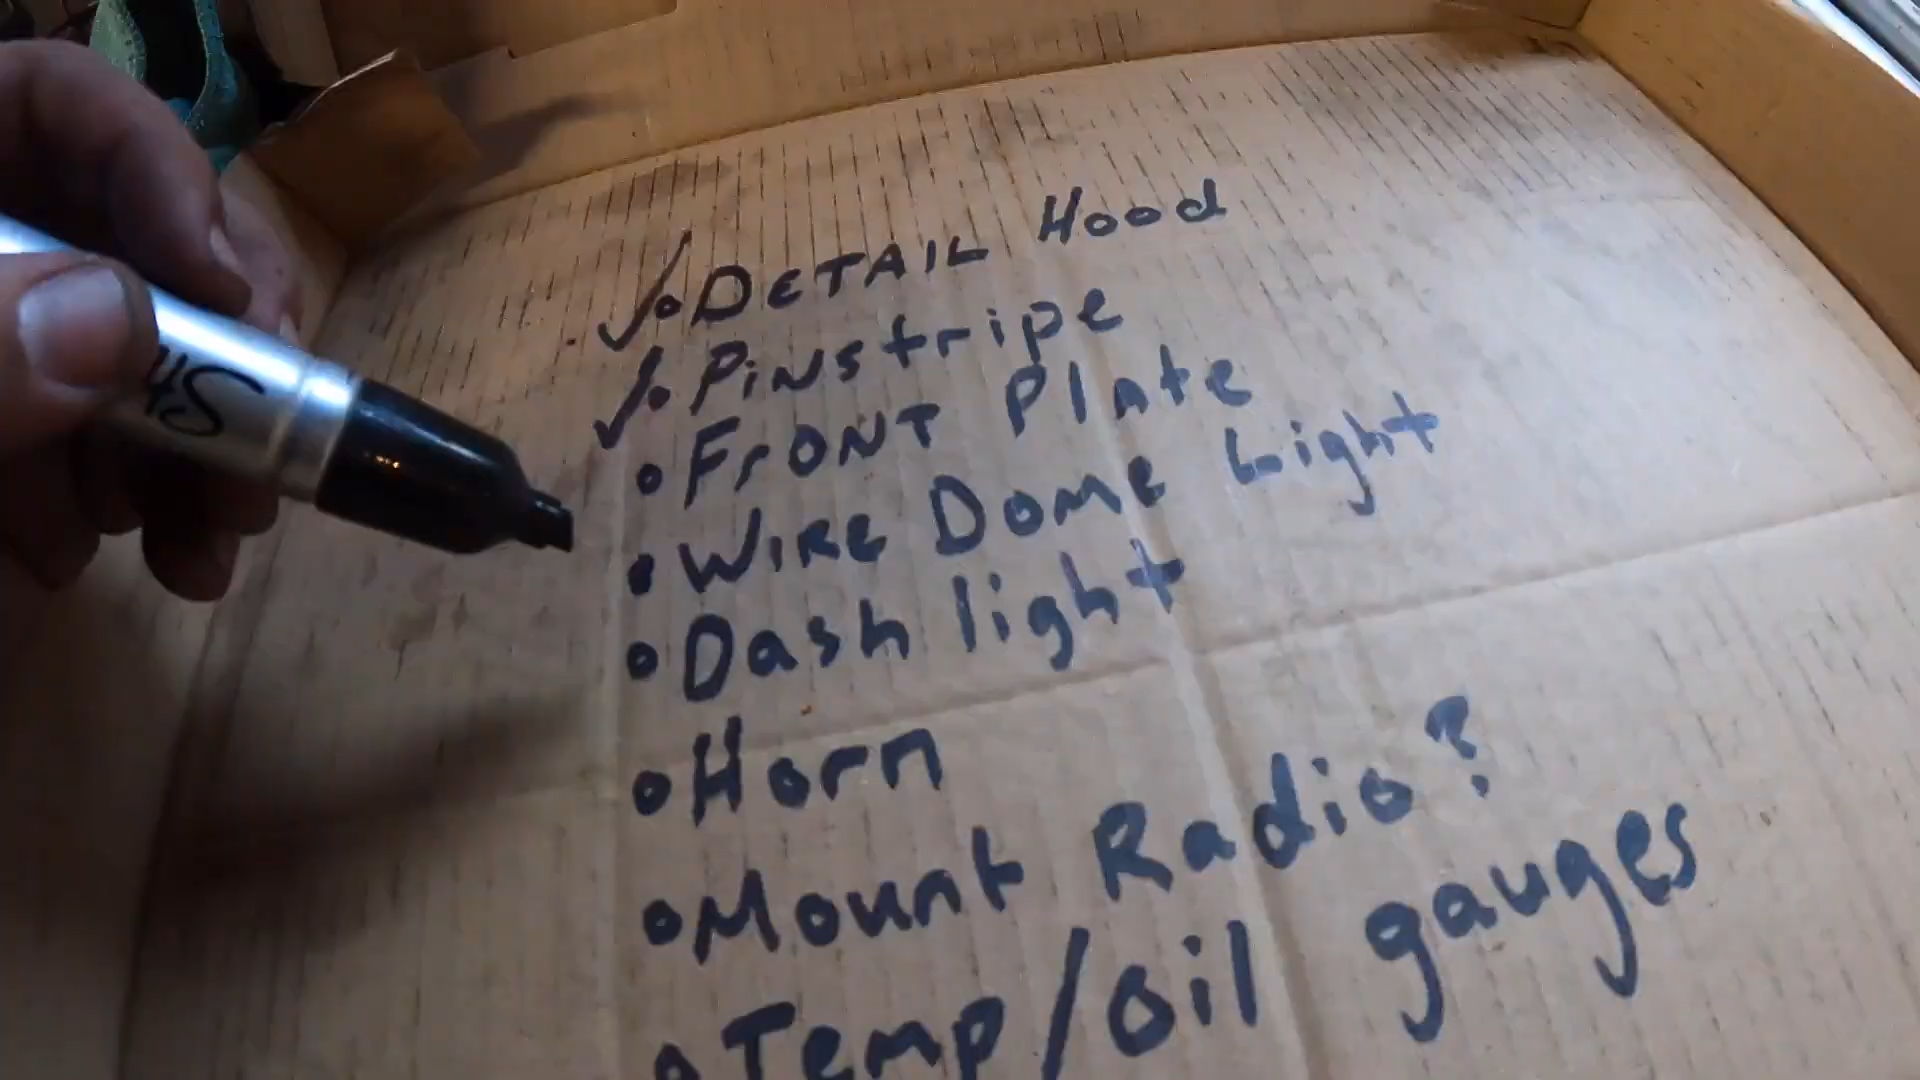 ✓• DETAIL Hood
✓• PiNstripe
• FrONT Plate
• WIRE DOME Light
• Dash light
• Horn
• Mount Radio?
• Temp/oil gauges